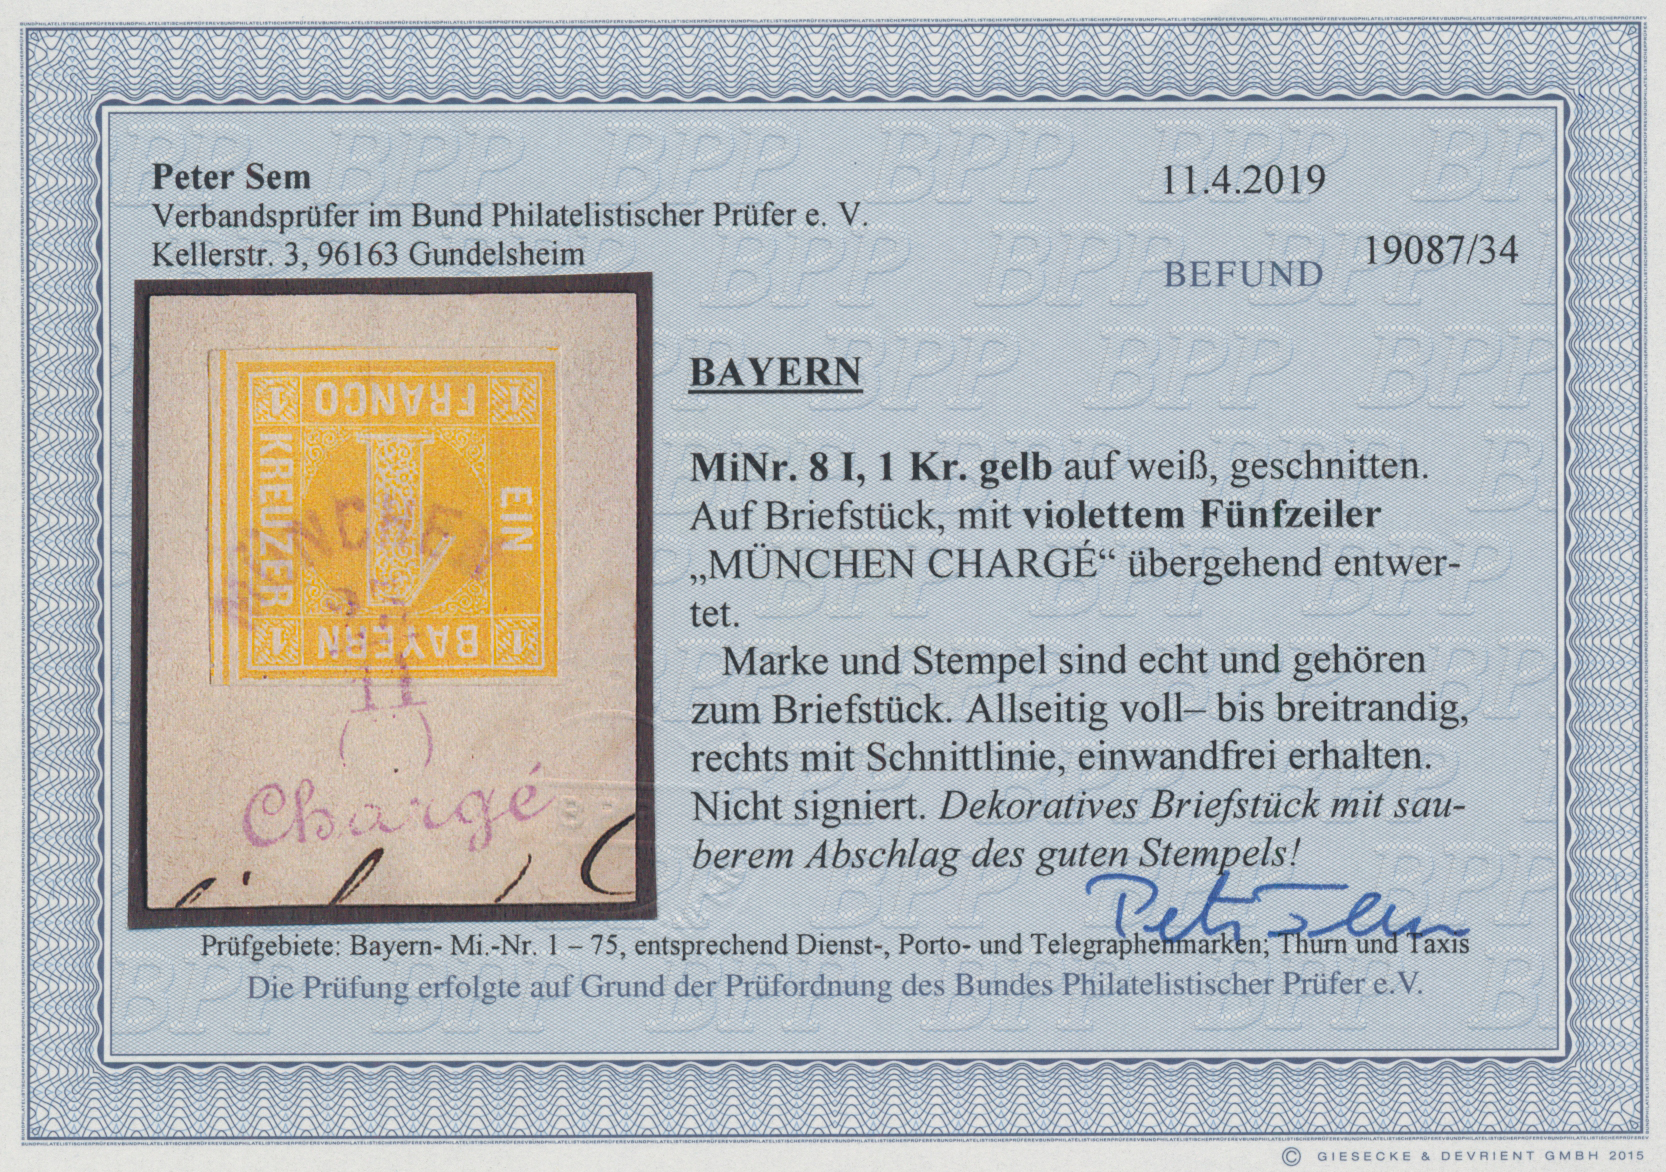 Peter Sem
Verbandsprüfer im Bund Philatelistischer Prüfer e. V.
Kellerstr. 3, 96163 Gundelsheim
11.4.2019
BEFUND 19087/34
BAYERN
MiNr. 8 I, 1 Kr. gelb auf weiß, geschnitten.
Auf Briefstück, mit violettem Fünfzeiler
„MÜNCHEN CHARGÉ“ übergehend entwer-
tet.
Marke und Stempel sind echt und gehören
zum Briefstück. Allseitig voll– bis breitrandig,
rechts mit Schnittlinie, einwandfrei erhalten.
Nicht signiert. Dekoratives Briefstück mit sau-
berem Abschlag des guten Stempels!
Peter Sem
1 BAYERN 1
EIN
1
KREUZER
1 FRANCO 1
MÜNCHEN
11
( )
Chargé
Prüfgebiete: Bayern- Mi.-Nr. 1 – 75, entsprechend Dienst-, Porto- und Telegraphenmarken; Thurn und Taxis
Die Prüfung erfolgte auf Grund der Prüfordnung des Bundes Philatelistischer Prüfer e.V.
© GIESECKE & DEVRIENT GMBH 2015